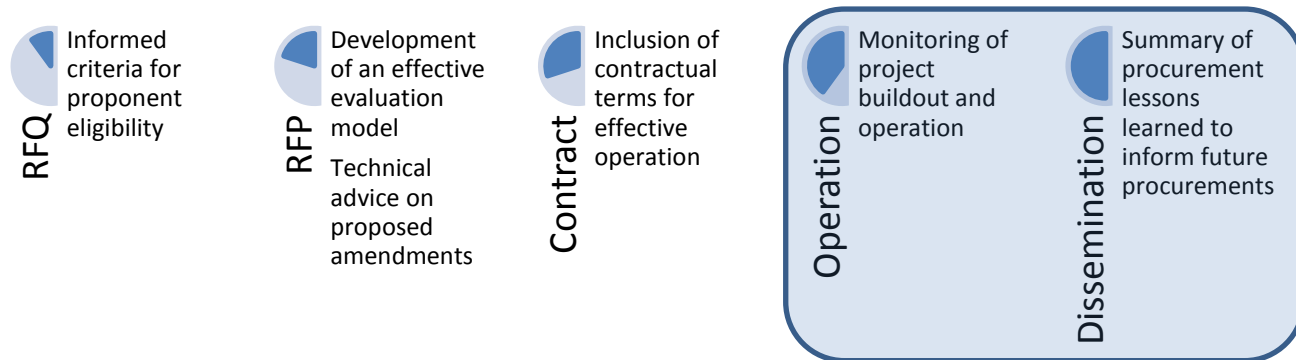 RFQ
Informed
criteria for
proponent
eligibility
RFP
Development
of an effective
evaluation
model
Technical
advice on
proposed
amendments
Contract
Inclusion of
contractual
terms for
effective
operation
Operation
Monitoring of
project
buildout and
operation
Dissemination
Summary of
procurement
lessons
learned to
inform future
procurements